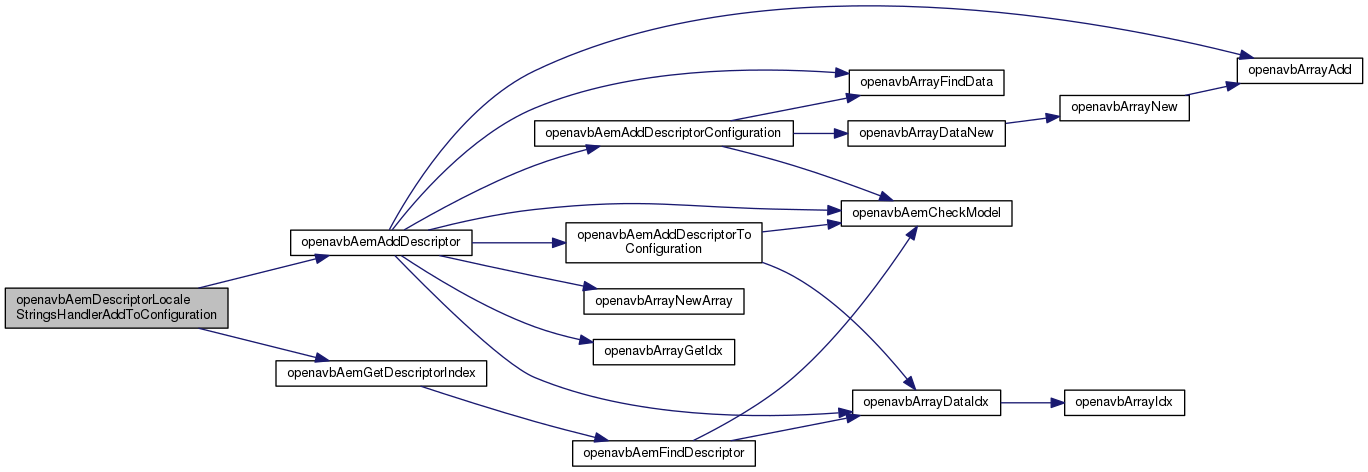 openavbArrayAdd
openavbArrayFindData
openavbArrayNew
openavbAemAddDescriptorConfiguration
openavbArrayDataNew
openavbAemCheckModel
openavbAemAddDescriptor
openavbAemAddDescriptorTo
Configuration
openavbAemDescriptorLocale
StringsHandlerAddToConfiguration
openavbArrayNewArray
openavbArrayGetIdx
openavbAemGetDescriptorIndex
openavbArrayDataIdx
openavbArrayIdx
openavbAemFindDescriptor